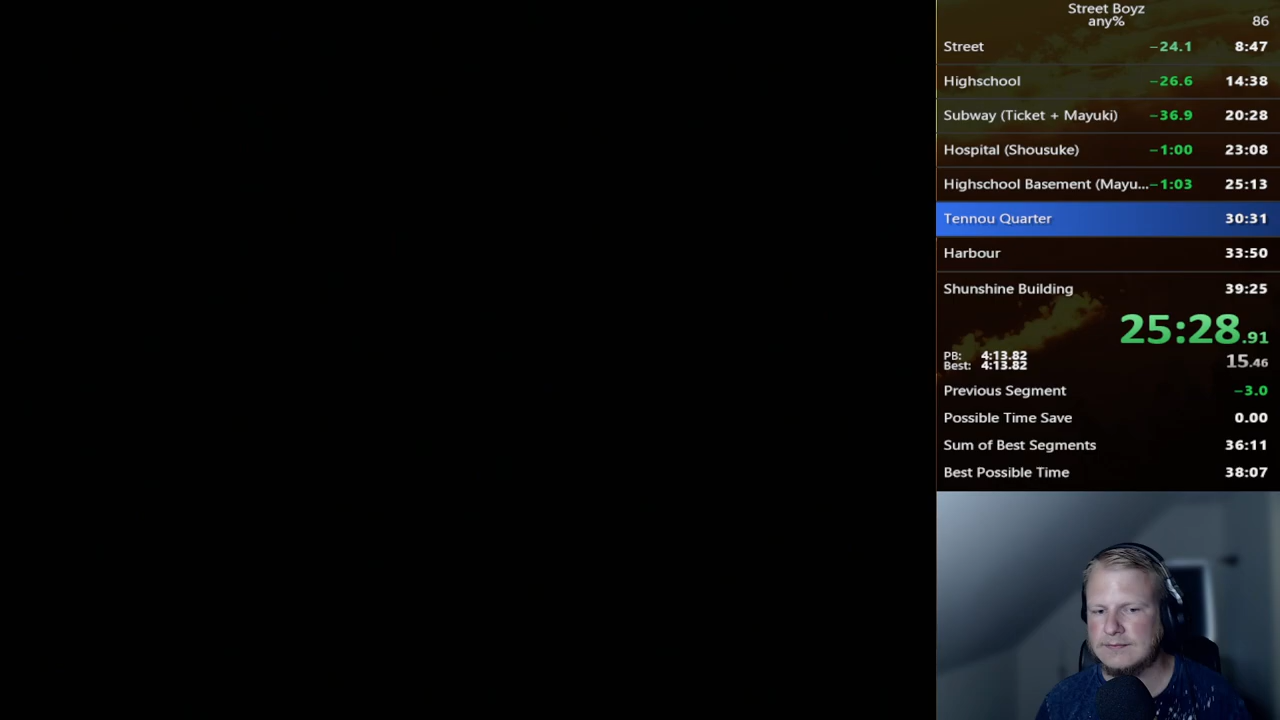 Street Boyz
any% 86
Street −24.1 8:47
Highschool −26.6 14:38
Subway (Ticket + Mayuki) −36.9 20:28
Hospital (Shousuke) −1:00 23:08
Highschool Basement (Mayu... −1:03 25:13
Tennou Quarter 30:31
Harbour 33:50
Shunshine Building 39:25
25:28.91
PB: 4:13.82
Best: 4:13.82 15.46
Previous Segment −3.0
Possible Time Save 0.00
Sum of Best Segments 36:11
Best Possible Time 38:07